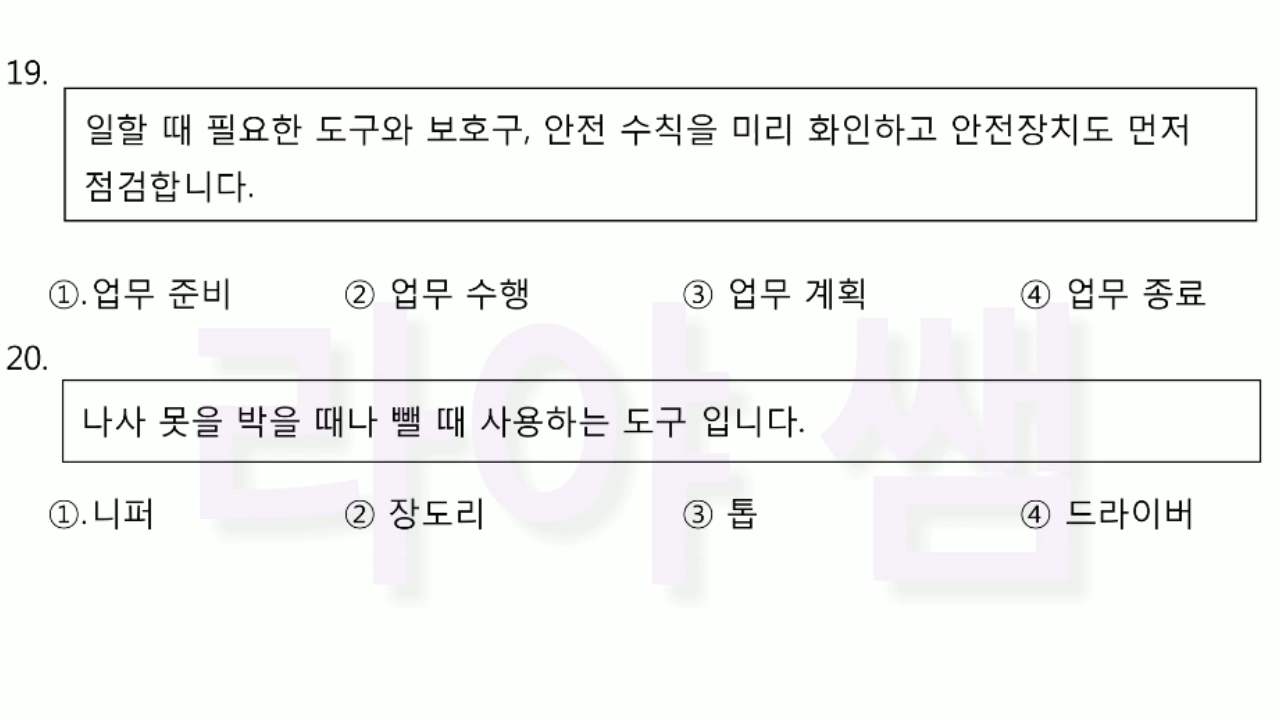 19.
일할 때 필요한 도구와 보호구, 안전 수칙을 미리 화인하고 안전장치도 먼저
점검합니다.
①.업무 준비 ② 업무 수행 ③ 업무 계획 ④ 업무 종료
20.
나사 못을 박을 때나 뺄 때 사용하는 도구 입니다.
①.니퍼 ② 장도리 ③ 톱 ④ 드라이버
라야 쌤